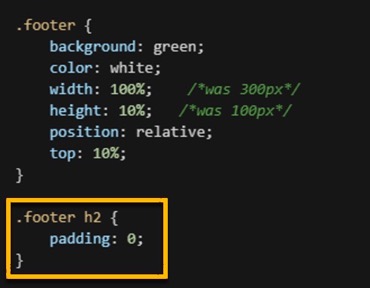 .footer {
    background: green;
    color: white;
    width: 100%;    /*was 300px*/
    height: 10%;   /*was 100px*/
    position: relative;
    top: 10%;
}
.footer h2 {
    padding: 0;
}